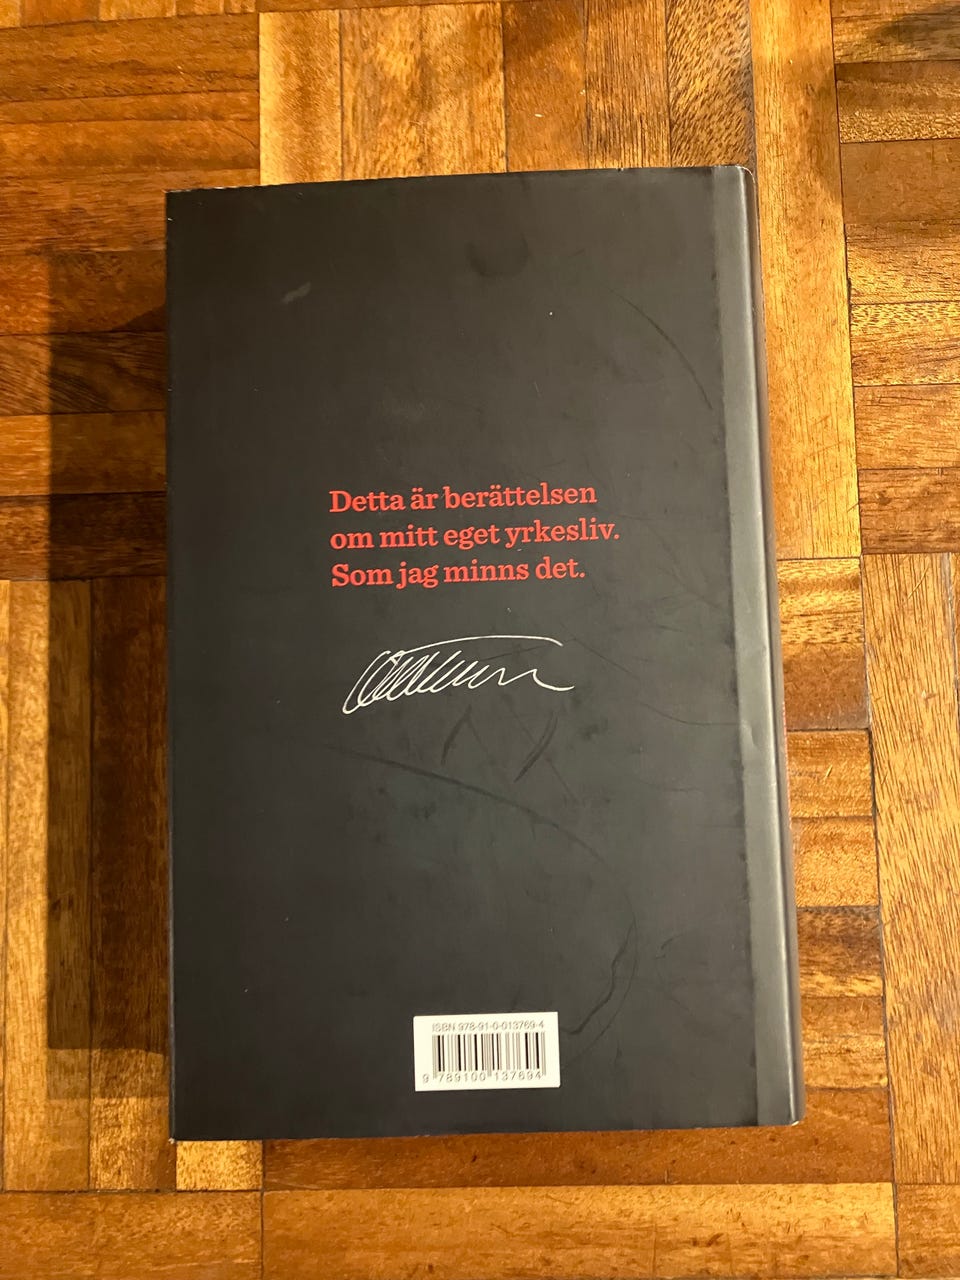 Detta är berättelsen
om mitt eget yrkesliv.
Som jag minns det.
ISBN 978-91-0-013769-4
9 789100 137694